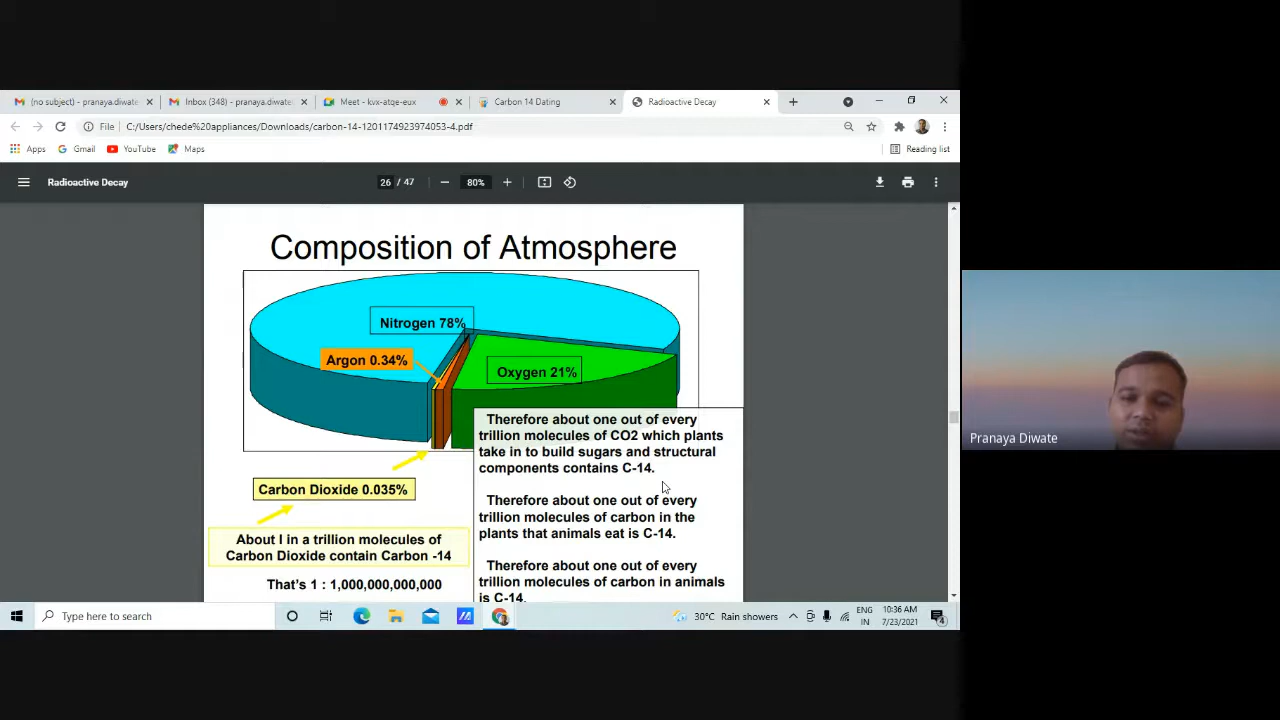 (no subject) - pranaya.diwate
Inbox (348) - pranaya.diwate
Meet - kvx-atqe-eux
Carbon 14 Dating
Radioactive Decay
File
C:/Users/chede%20appliances/Downloads/carbon-14-1201174923974053-4.pdf
Apps
Gmail
YouTube
Maps
Reading list
Radioactive Decay
26 / 47
80%
Composition of Atmosphere
Nitrogen 78%
Argon 0.34%
Oxygen 21%
Carbon Dioxide 0.035%
About I in a trillion molecules of
Carbon Dioxide contain Carbon -14
That's 1 : 1,000,000,000,000
Therefore about one out of every
trillion molecules of CO2 which plants
take in to build sugars and structural
components contains C-14.
Therefore about one out of every
trillion molecules of carbon in the
plants that animals eat is C-14.
Therefore about one out of every
trillion molecules of carbon in animals
is C-14.
Pranaya Diwate
Type here to search
30°C Rain showers
ENG
IN
10:36 AM
7/23/2021
4